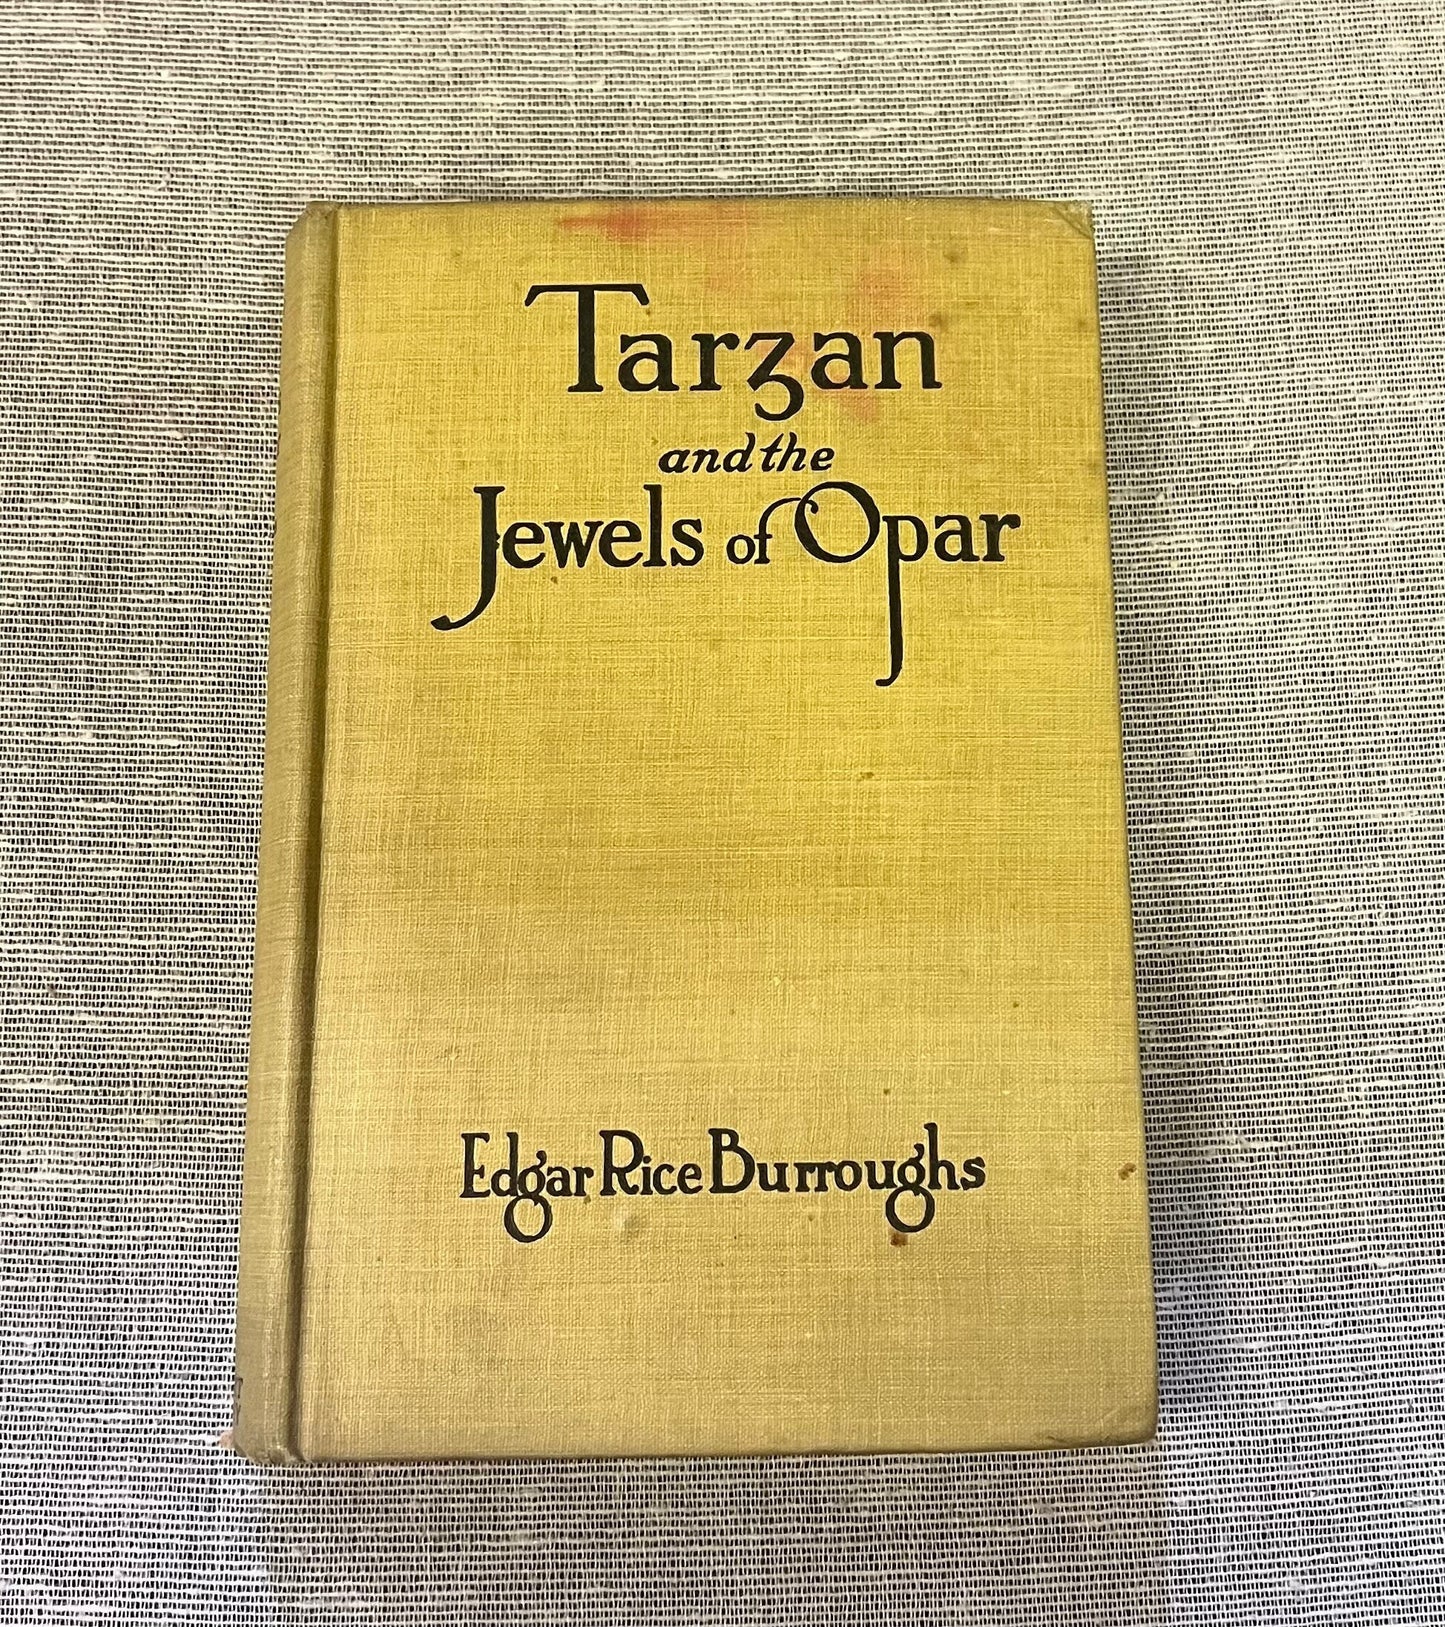 Tarzan
and the
Jewels of Opar
Edgar Rice Burroughs